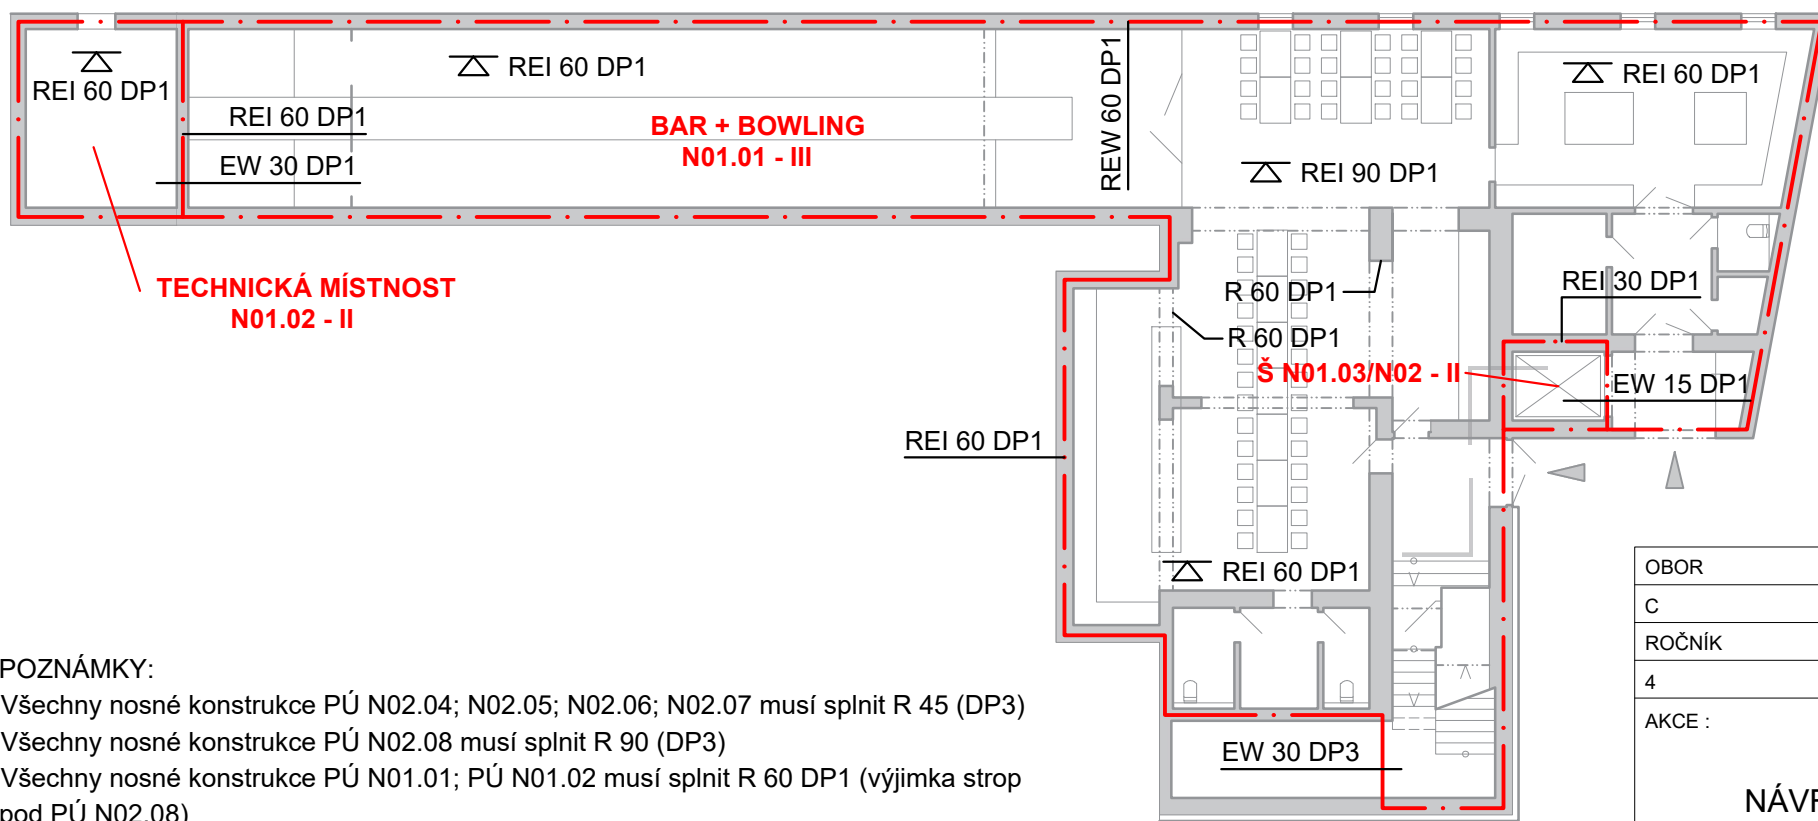 REI 60 DP1
REI 60 DP1
REI 60 DP1
EW 30 DP1
BAR + BOWLING
N01.01 - III
REW 60 DP1
REI 60 DP1
REI 90 DP1
TECHNICKÁ MÍSTNOST
N01.02 - II
R 60 DP1
R 60 DP1
REI 30 DP1
Š N01.03/N02 - II
EW 15 DP1
REI 60 DP1
REI 60 DP1
EW 30 DP3
POZNÁMKY:
Všechny nosné konstrukce PÚ N02.04; N02.05; N02.06; N02.07 musí splnit R 45 (DP3)
Všechny nosné konstrukce PÚ N02.08 musí splnit R 90 (DP3)
Všechny nosné konstrukce PÚ N01.01; PÚ N01.02 musí splnit R 60 DP1 (výjimka strop
pod PÚ N02.08)
OBOR
C
ROČNÍK
4
AKCE :